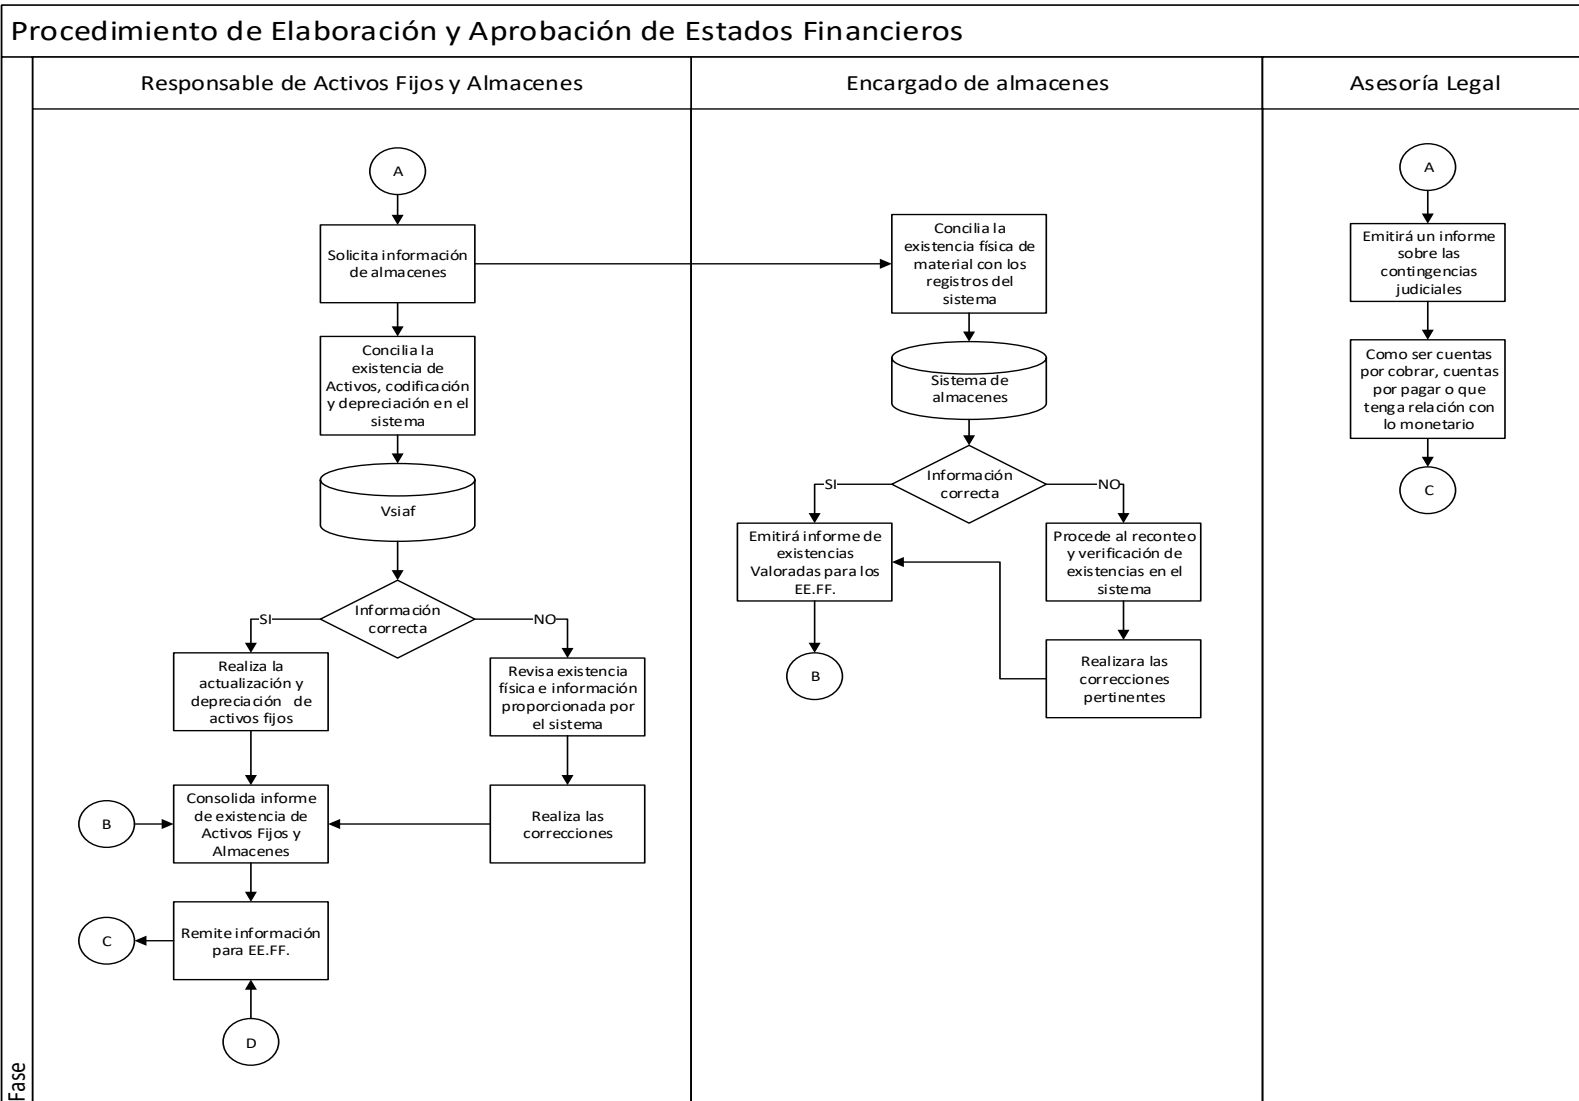 Procedimiento de Elaboración y Aprobación de Estados Financieros
Responsable de Activos Fijos y Almacenes
Encargado de almacenes
Asesoría Legal
Fase
A
Solicita información
de almacenes
Concilia la
existencia de
Activos, codificación
y depreciación en el
sistema
Vsiaf
Información
correcta
SI
NO
Realiza la
actualización y
depreciación de
activos fijos
Revisa existencia
física e información
proporcionada por
el sistema
Realiza las
correcciones
B
Consolida informe
de existencia de
Activos Fijos y
Almacenes
C
Remite información
para EE.FF.
D
Concilia la
existencia física de
material con los
registros del
sistema
Sistema de
almacenes
Información
correcta
SI
NO
Emitirá informe de
existencias
Valoradas para los
EE.FF.
Procede al reconteo
y verificación de
existencias en el
sistema
Realizara las
correcciones
pertinentes
B
A
Emitirá un informe
sobre las
contingencias
judiciales
Como ser cuentas
por cobrar, cuentas
por pagar o que
tenga relación con
lo monetario
C